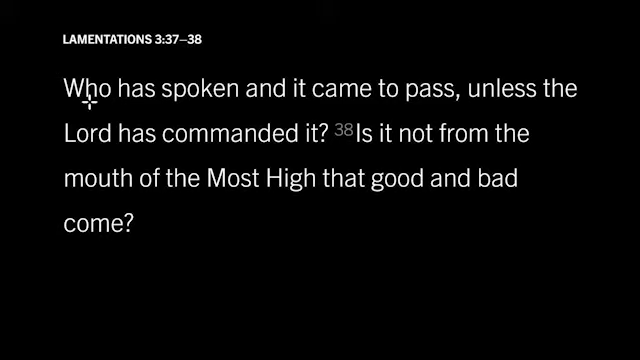 LAMENTATIONS 3:37–38
Who has spoken and it came to pass, unless the
Lord has commanded it? 38Is it not from the
mouth of the Most High that good and bad
come?